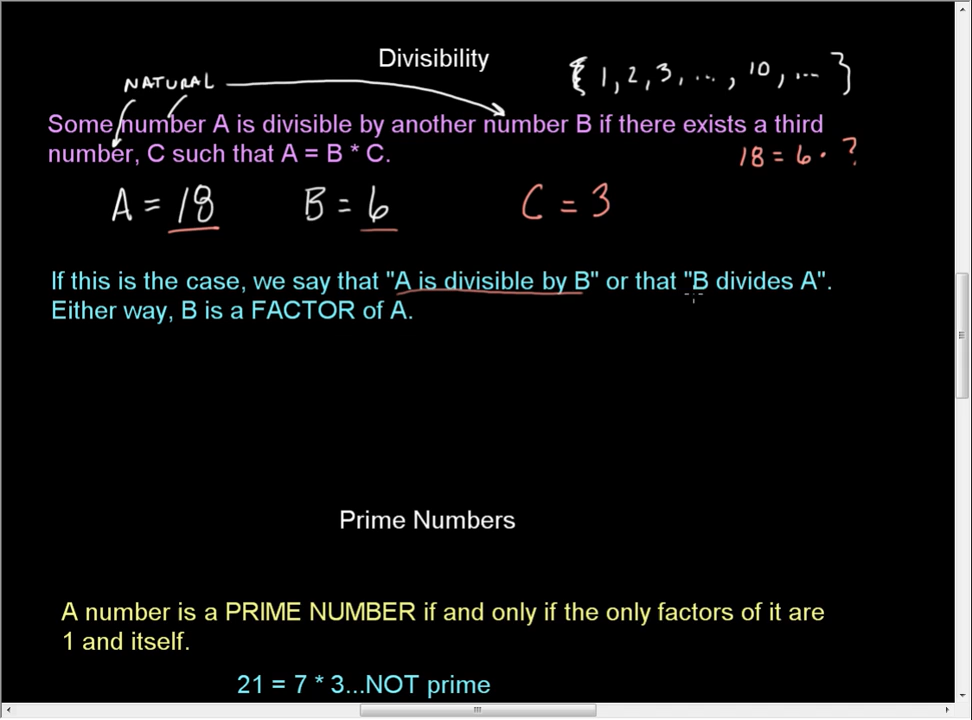 Divisibility
{ 1, 2, 3, ..., 10, ... }
NATURAL
Some number A is divisible by another number B if there exists a third
number, C such that A = B * C.
18 = 6 · ?
A = 18 B = 6 C = 3
If this is the case, we say that "A is divisible by B" or that "B divides A".
Either way, B is a FACTOR of A.
Prime Numbers
A number is a PRIME NUMBER if and only if the only factors of it are
1 and itself.
21 = 7 * 3...NOT prime